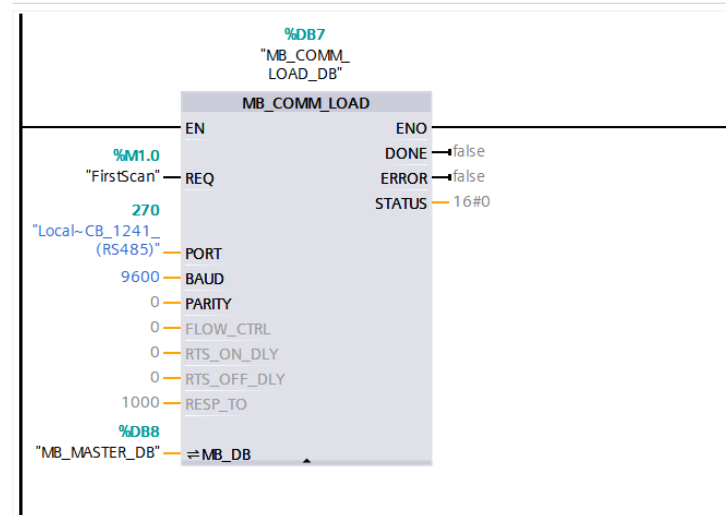 %DB7
"MB_COMM_
LOAD_DB"
MB_COMM_LOAD
EN ENO
DONE false
%M1.0
"FirstScan" REQ ERROR false
STATUS 16#0
270
"Local~CB_1241_
(RS485)" PORT
9600 BAUD
0 PARITY
0 FLOW_CTRL
0 RTS_ON_DLY
0 RTS_OFF_DLY
1000 RESP_TO
%DB8
"MB_MASTER_DB" ⇌ MB_DB